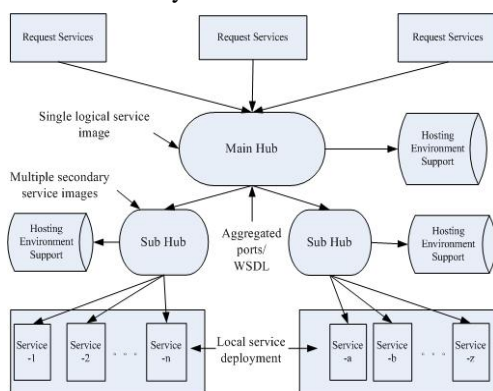 Request Services
Request Services
Request Services
Single logical service
image
Main Hub
Hosting
Environment
Support
Multiple secondary
service images
Hosting
Environment
Support
Sub Hub
Aggregated
ports/
WSDL
Sub Hub
Hosting
Environment
Support
Service
-1
Service
-2
. . .
Service
-n
Local service
deployment
Service
-a
Service
-b
. . .
Service
-z